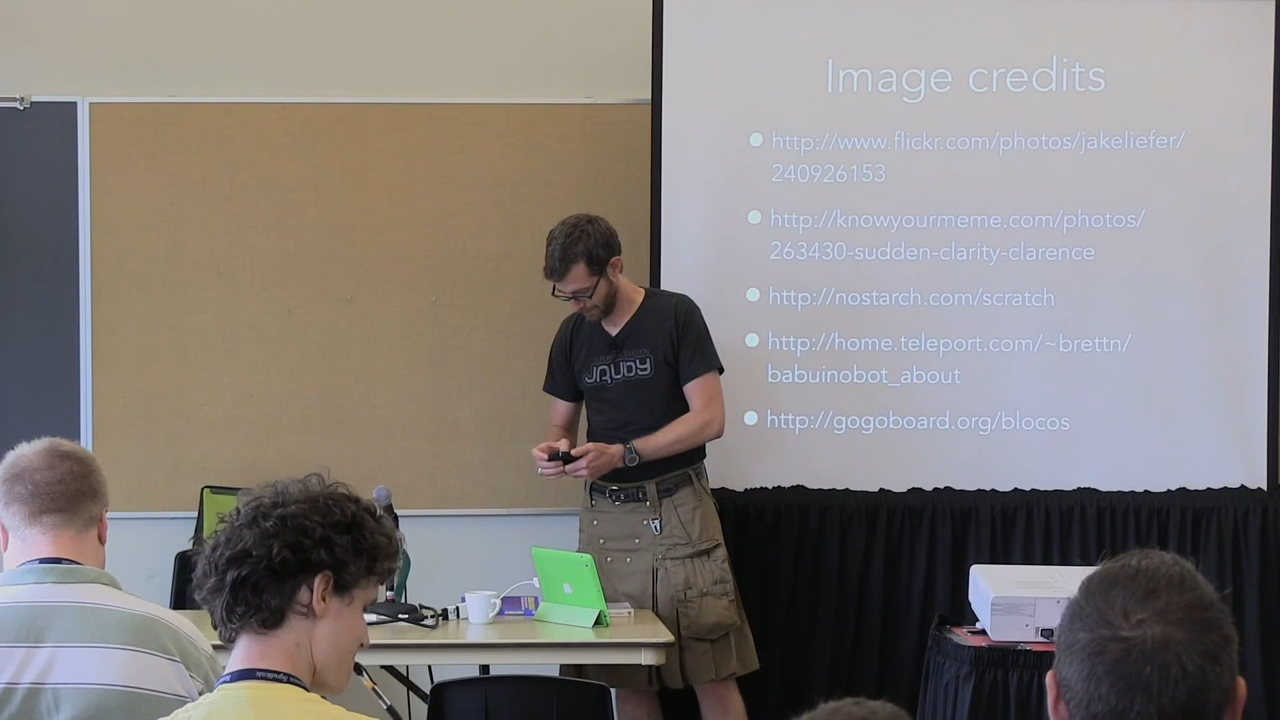 Image credits
http://www.flickr.com/photos/jakeliefer/
240926153
http://knowyourmeme.com/photos/
263430-sudden-clarity-clarence
http://nostarch.com/scratch
http://home.teleport.com/~brettn/
babuinobot_about
http://gogoboard.org/blocos